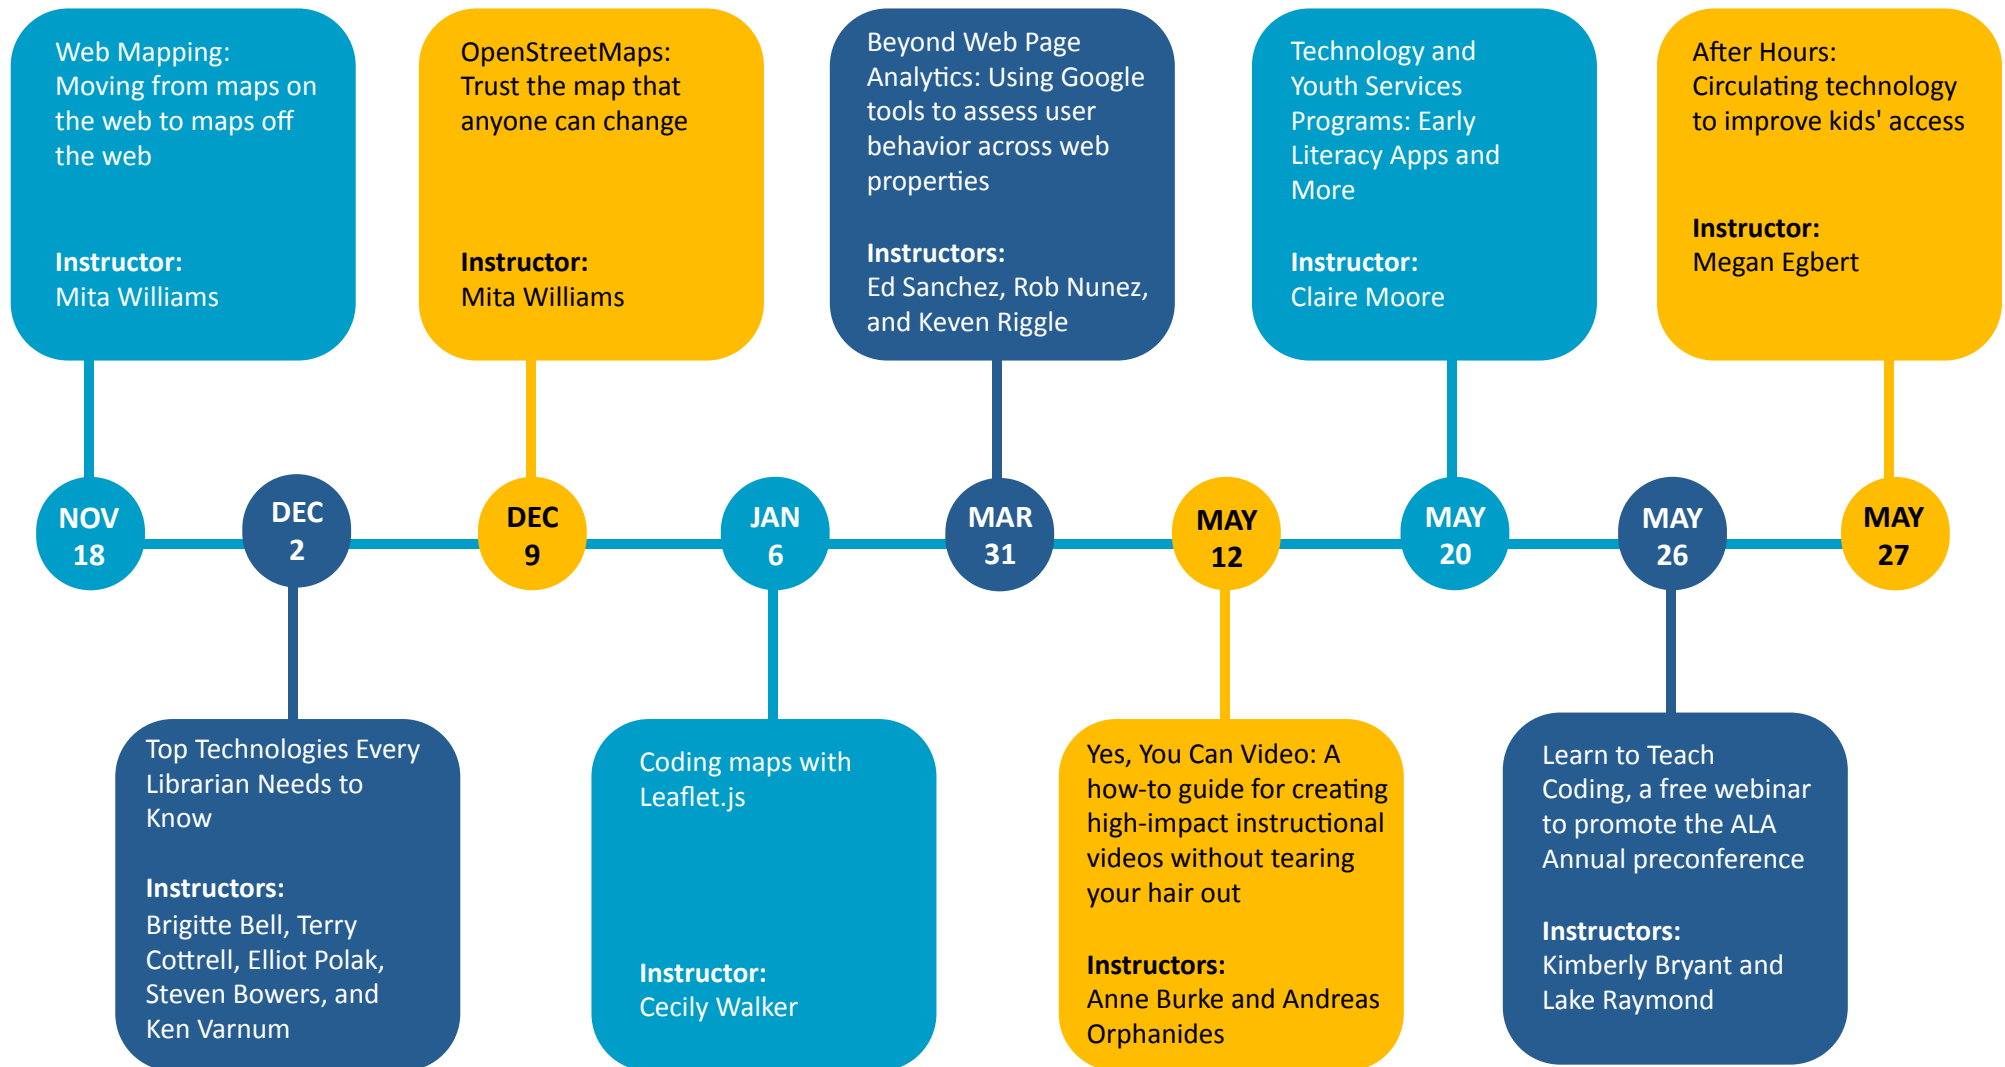 Web Mapping:
Moving from maps on
the web to maps off
the web
Instructor:
Mita Williams
OpenStreetMaps:
Trust the map that
anyone can change
Instructor:
Mita Williams
Beyond Web Page
Analytics: Using Google
tools to assess user
behavior across web
properties
Instructors:
Ed Sanchez, Rob Nunez,
and Keven Riggle
Technology and
Youth Services
Programs: Early
Literacy Apps and
More
Instructor:
Claire Moore
After Hours:
Circulating technology
to improve kids' access
Instructor:
Megan Egbert
NOV
18
DEC
2
DEC
9
JAN
6
MAR
31
MAY
12
MAY
20
MAY
26
MAY
27
Top Technologies Every
Librarian Needs to
Know
Instructors:
Brigitte Bell, Terry
Cottrell, Elliot Polak,
Steven Bowers, and
Ken Varnum
Coding maps with
Leaflet.js
Instructor:
Cecily Walker
Yes, You Can Video: A
how-to guide for creating
high-impact instructional
videos without tearing
your hair out
Instructors:
Anne Burke and Andreas
Orphanides
Learn to Teach
Coding, a free webinar
to promote the ALA
Annual preconference
Instructors:
Kimberly Bryant and
Lake Raymond